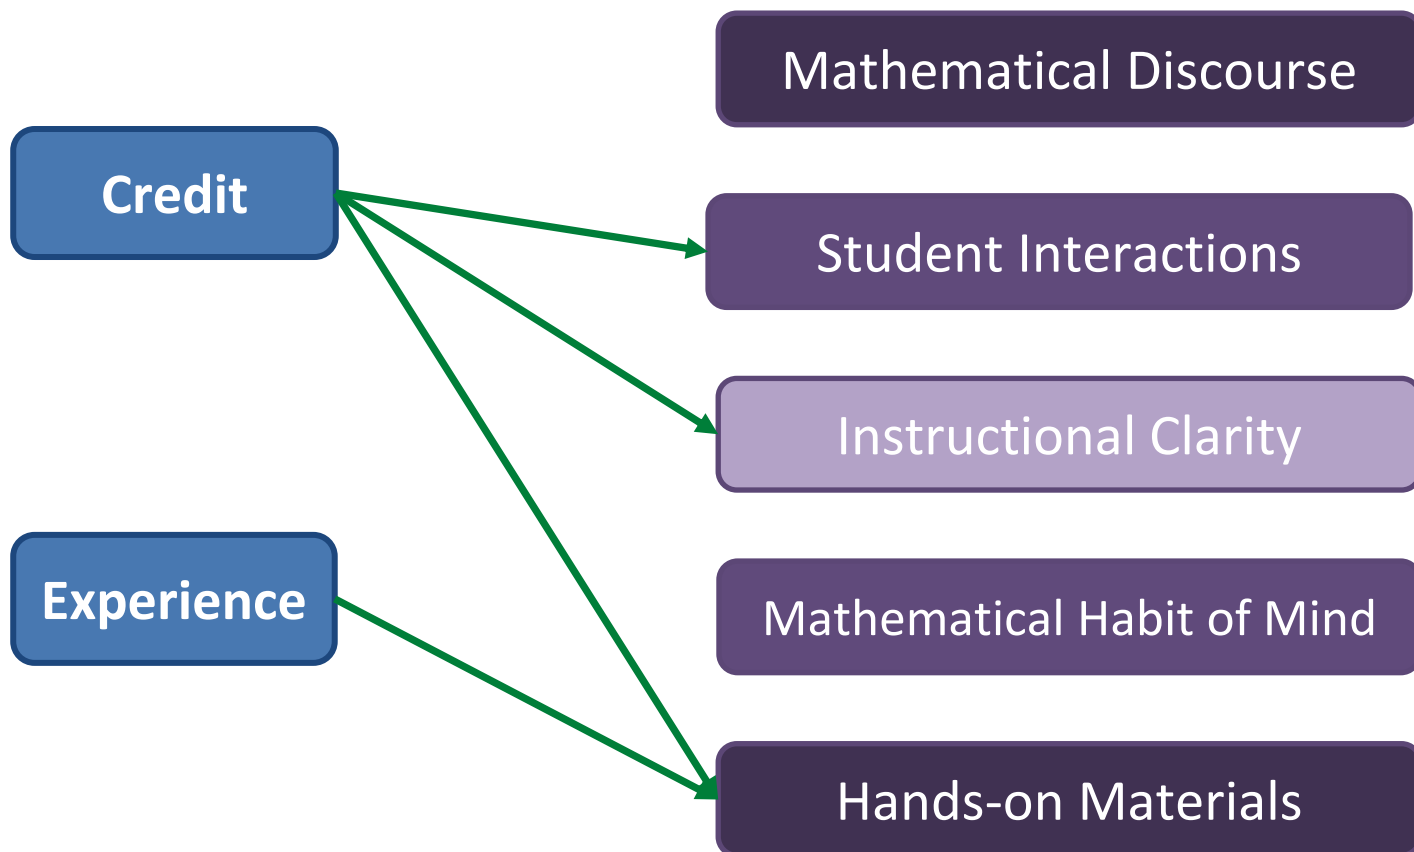 Mathematical Discourse
Credit
Student Interactions
Instructional Clarity
Experience
Mathematical Habit of Mind
Hands-on Materials